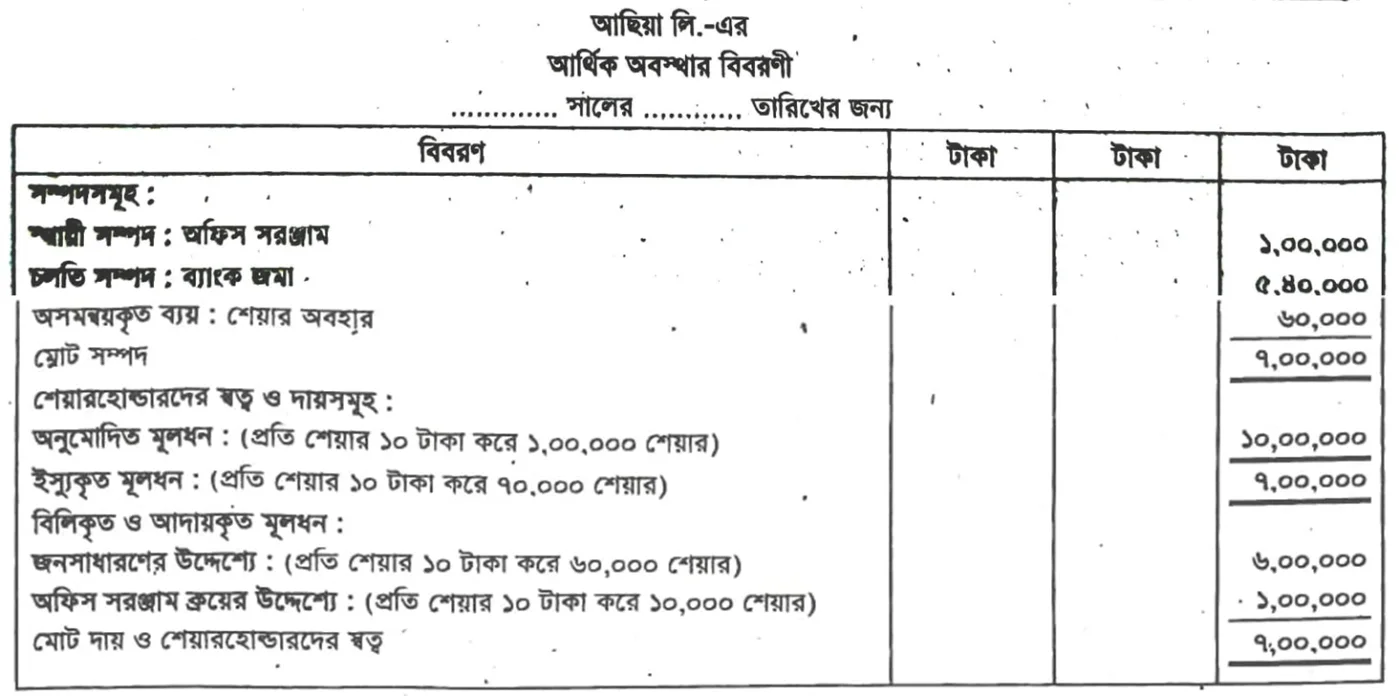 আছিয়া লি.-এর
আর্থিক অবস্থার বিবরণী
............. সালের ............ তারিখের জন্য
বিবরণ টাকা টাকা টাকা
সম্পদসমূহ :
স্থায়ী সম্পদ : অফিস সরঞ্জাম ১,০০,০০০
চলতি সম্পদ : ব্যাংক জমা ৫,৪০,০০০
অসমন্বয়কৃত ব্যয় : শেয়ার অবহার ৬০,০০০
মোট সম্পদ ৭,০০,০০০
শেয়ারহোল্ডারদের স্বত্ব ও দায়সমূহ :
অনুমোদিত মূলধন : (প্রতি শেয়ার ১০ টাকা করে ১,০০,০০০ শেয়ার) ১০,০০,০০০
ইস্যুকৃত মূলধন : (প্রতি শেয়ার ১০ টাকা করে ৭০,০০০ শেয়ার) ৭,০০,০০০
বিলিকৃত ও আদায়কৃত মূলধন :
জনসাধারণের উদ্দেশ্যে : (প্রতি শেয়ার ১০ টাকা করে ৬০,০০০ শেয়ার) ৬,০০,০০০
অফিস সরঞ্জাম ক্রয়ের উদ্দেশ্যে : (প্রতি শেয়ার ১০ টাকা করে ১০,০০০ শেয়ার) ১,০০,০০০
মোট দায় ও শেয়ারহোল্ডারদের স্বত্ব ৭,০০,০০০